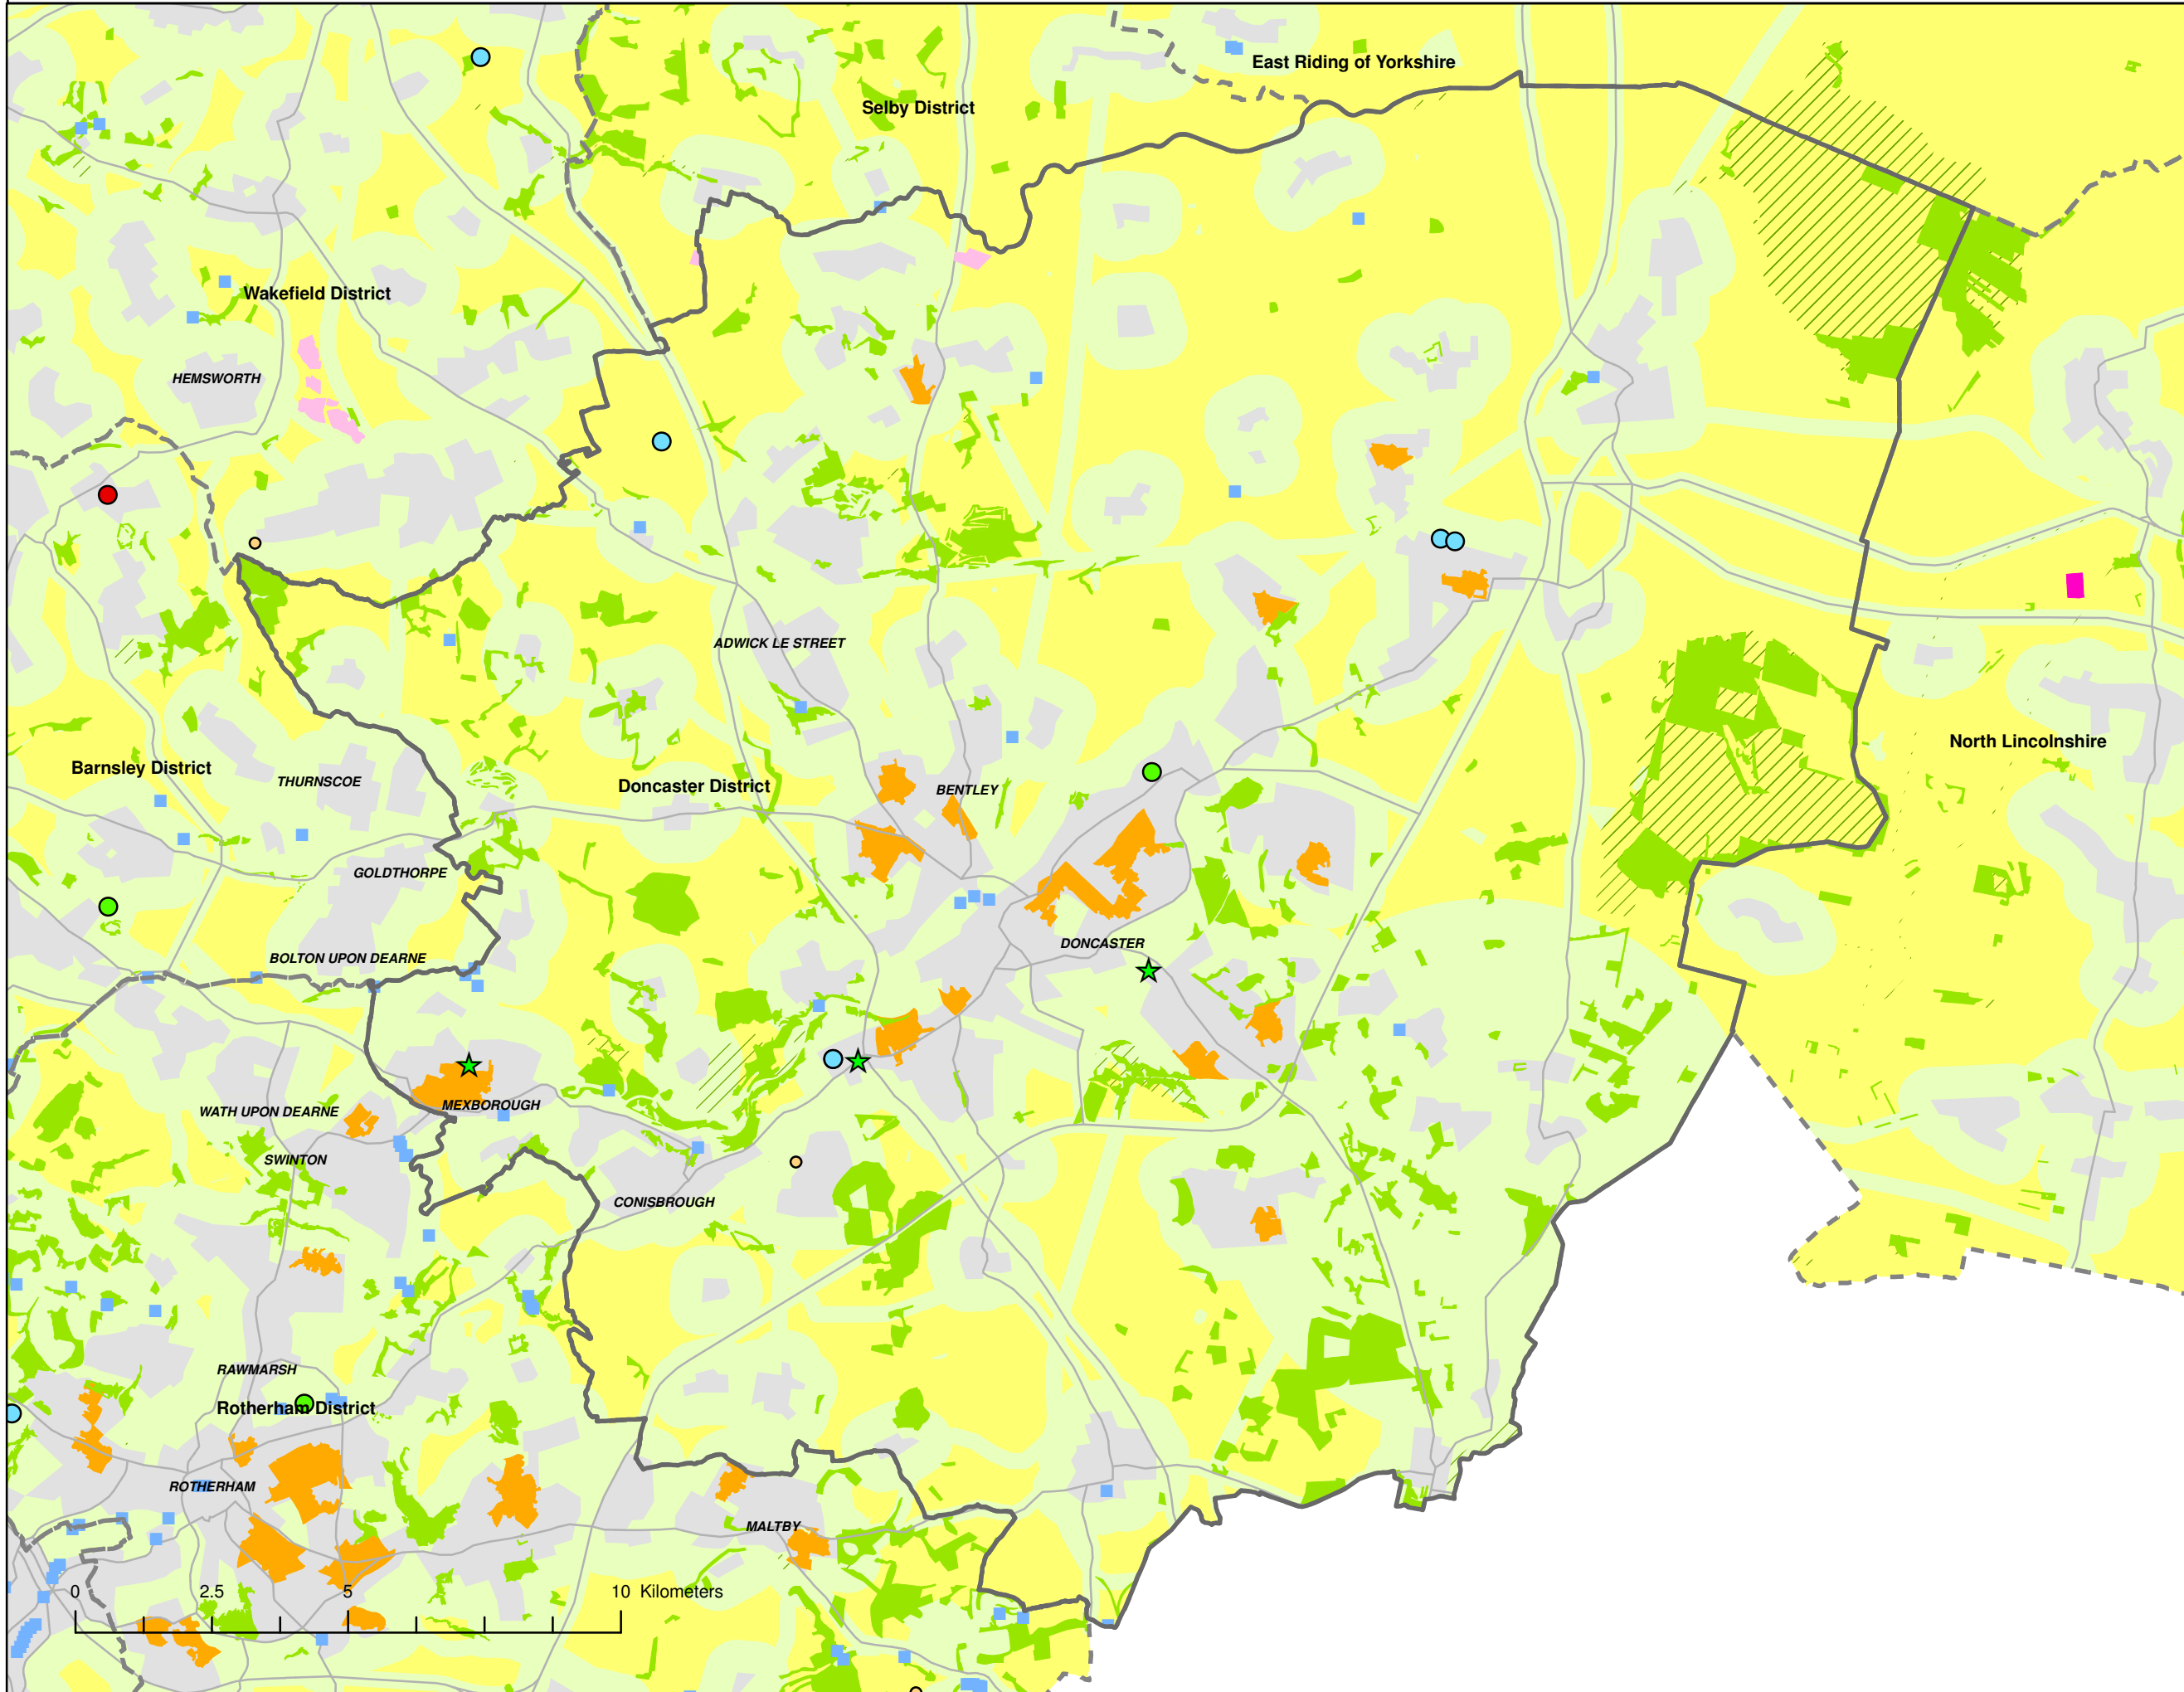 East Riding of Yorkshire
Selby District
Wakefield District
HEMSWORTH
ADWICK LE STREET
North Lincolnshire
Barnsley District
THURNSCOE
Doncaster District
BENTLEY
GOLDTHORPE
DONCASTER
BOLTON UPON DEARNE
MEXBOROUGH
WATH UPON DEARNE
SWINTON
CONISBROUGH
RAWMARSH
Rotherham District
ROTHERHAM
MALTBY
0 2.5 5 10 Kilometers